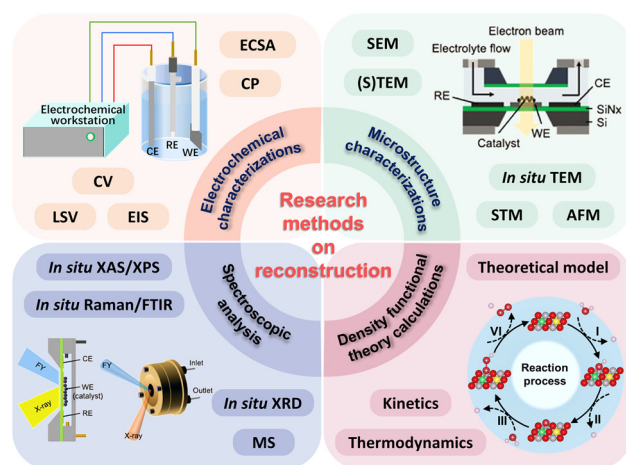 ECSA
CP
Electrochemical
workstation
CE
RE
WE
CV
LSV
EIS
Electrochemical
characterizations
SEM
(S)TEM
Electron beam
Electrolyte flow
CE
RE
SiNx
Si
WE
Catalyst
In situ TEM
STM
AFM
Microstructure
characterizations
Research
methods
on
reconstruction
In situ XAS/XPS
In situ Raman/FTIR
Spectroscopic
analysis
CE
FY
WE
(catalyst)
X-ray
RE
FY
Inlet
Outlet
X-ray
In situ XRD
MS
Density functional
theory calculations
Theoretical model
VI
I
Reaction
process
III
II
Kinetics
Thermodynamics